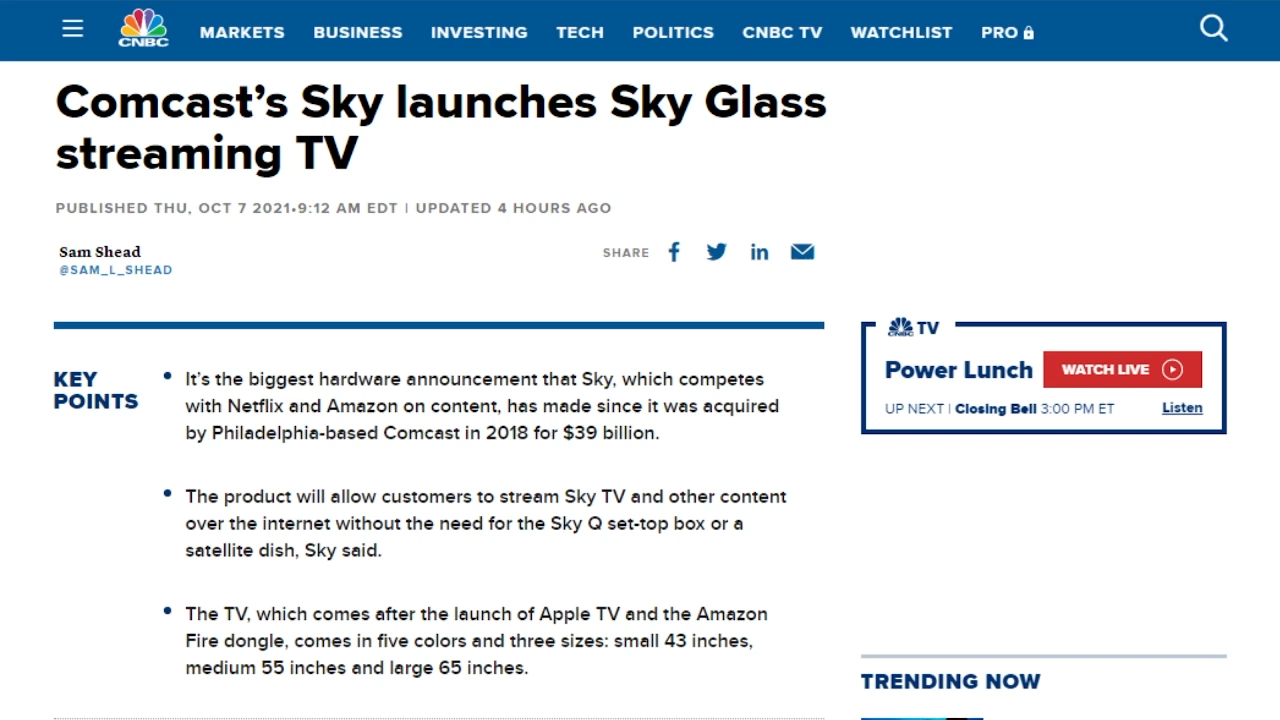 CNBC
MARKETS BUSINESS INVESTING TECH POLITICS CNBC TV WATCHLIST PRO
Comcast’s Sky launches Sky Glass
streaming TV
PUBLISHED THU, OCT 7 2021•9:12 AM EDT | UPDATED 4 HOURS AGO
Sam Shead
@SAM_L_SHEAD
SHARE
KEY
POINTS
It’s the biggest hardware announcement that Sky, which competes
with Netflix and Amazon on content, has made since it was acquired
by Philadelphia-based Comcast in 2018 for $39 billion.
The product will allow customers to stream Sky TV and other content
over the internet without the need for the Sky Q set-top box or a
satellite dish, Sky said.
The TV, which comes after the launch of Apple TV and the Amazon
Fire dongle, comes in five colors and three sizes: small 43 inches,
medium 55 inches and large 65 inches.
CNBC TV
Power Lunch WATCH LIVE
UP NEXT | Closing Bell 3:00 PM ET Listen
TRENDING NOW